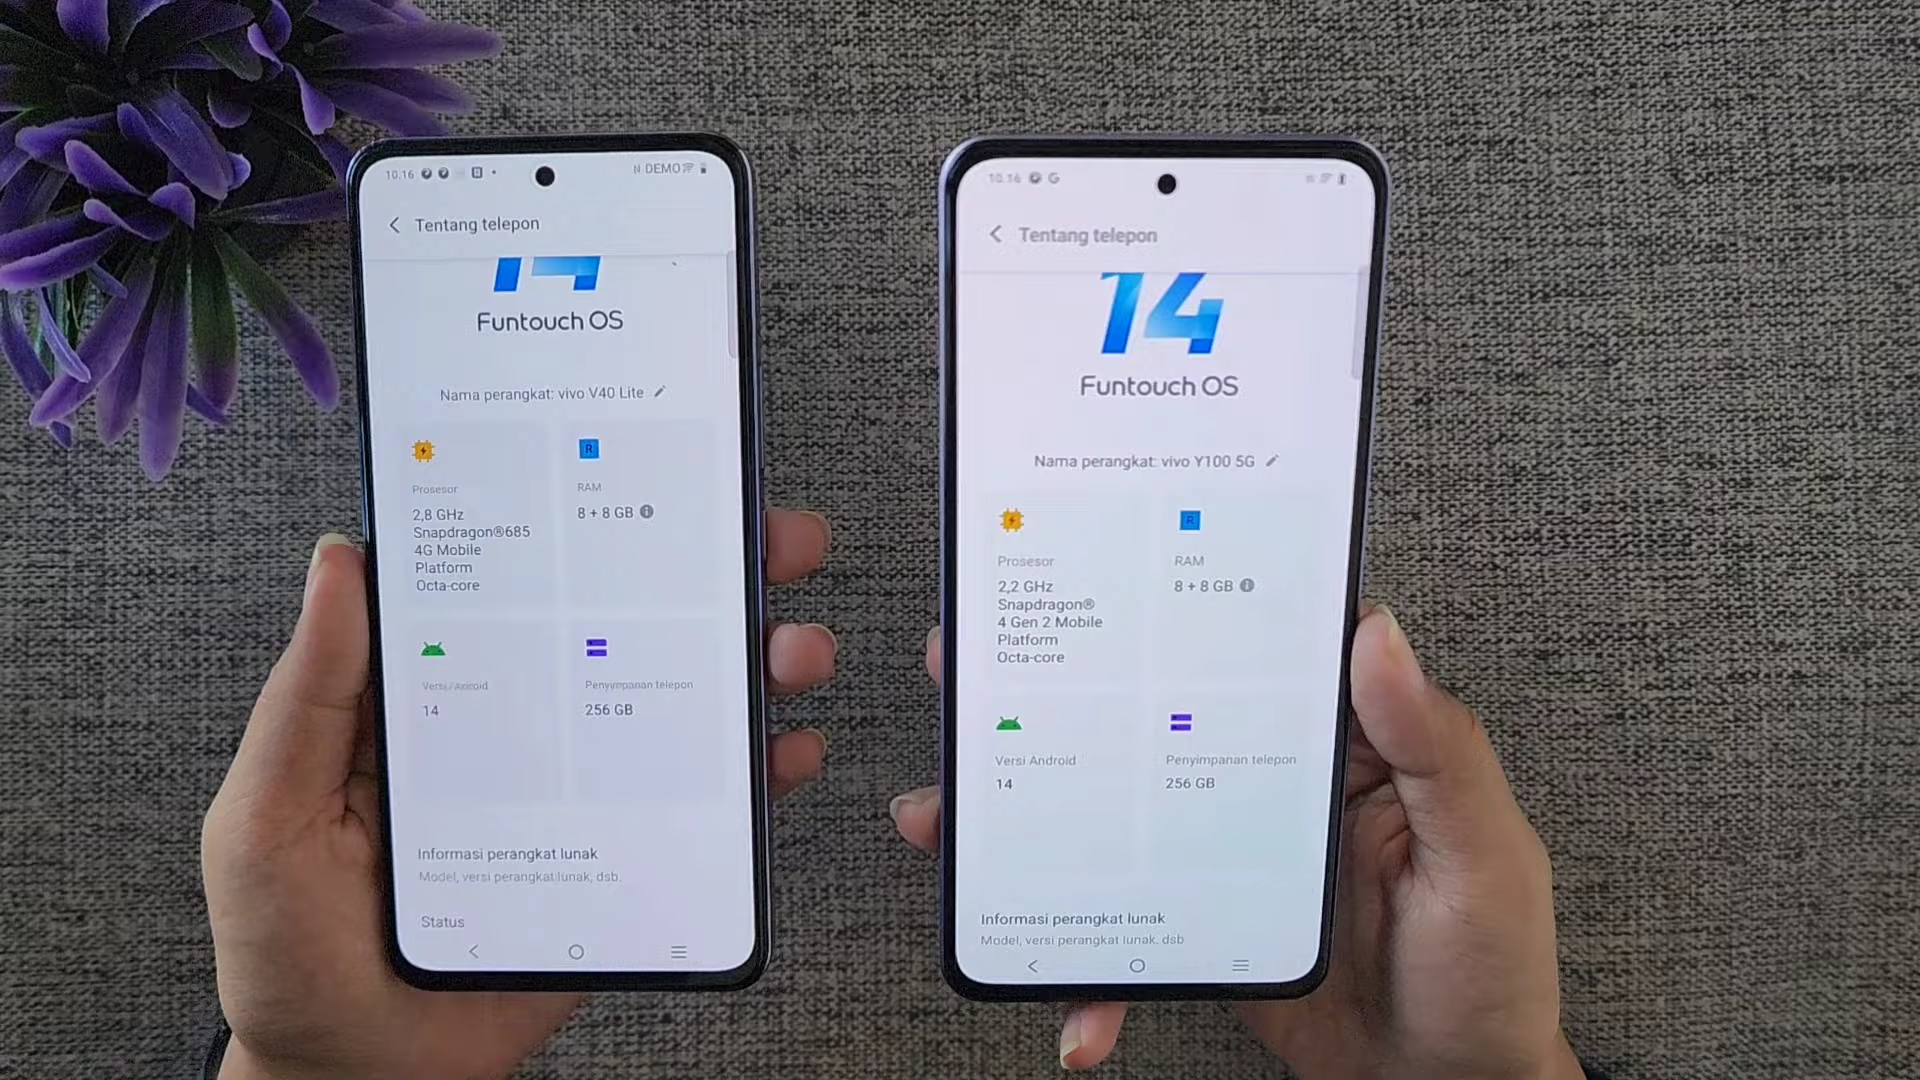 10.16
N DEMO
Tentang telepon
Funtouch OS
Nama perangkat: vivo V40 Lite
R
Prosesor
RAM
2,8 GHz
Snapdragon®685
4G Mobile
Platform
Octa-core
8 + 8 GB
Versi Android
Penyimpanan telepon
14
256 GB
Informasi perangkat lunak
Model, versi perangkat lunak, dsb.
Status
10.16
Tentang telepon
14
Funtouch OS
Nama perangkat: vivo Y100 5G
R
Prosesor
RAM
2,2 GHz
Snapdragon®
4 Gen 2 Mobile
Platform
Octa-core
8 + 8 GB
Versi Android
Penyimpanan telepon
14
256 GB
Informasi perangkat lunak
Model, versi perangkat lunak. dsb